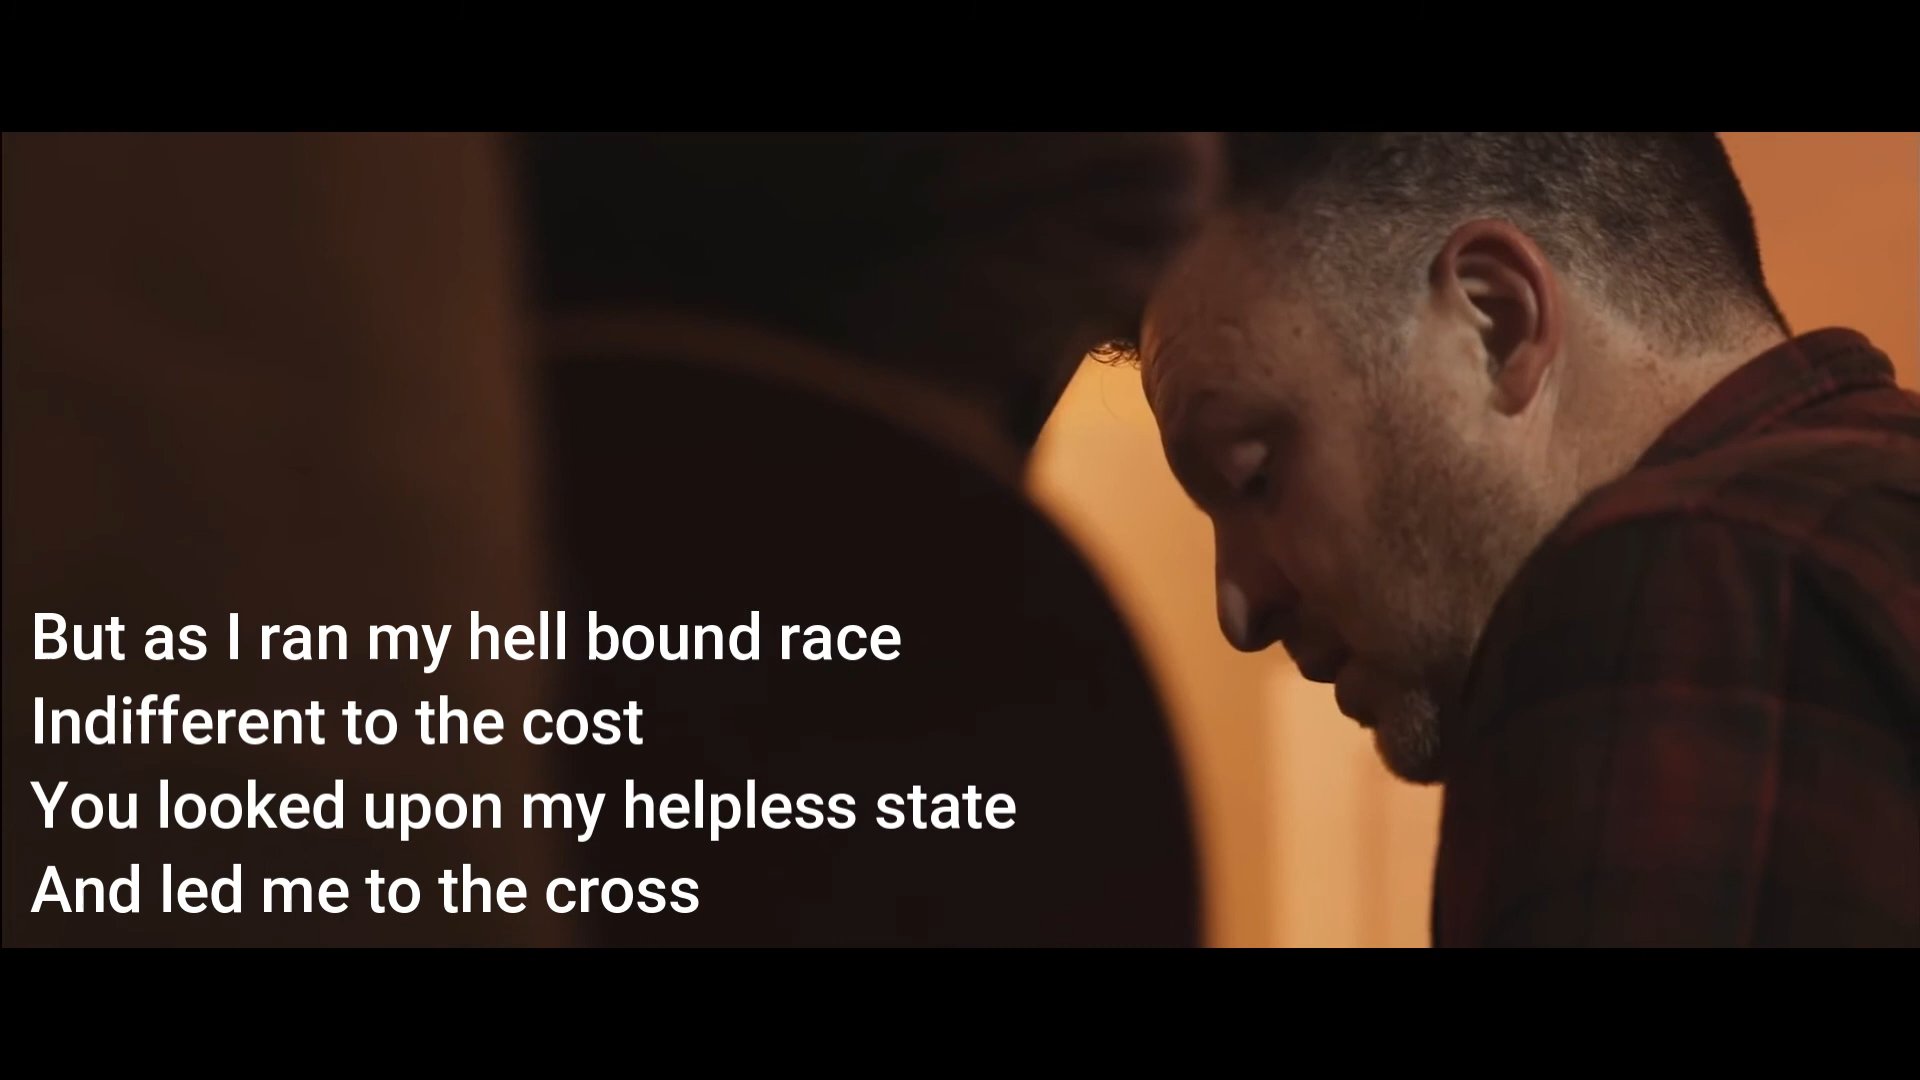 But as I ran my hell bound race
Indifferent to the cost
You looked upon my helpless state
And led me to the cross